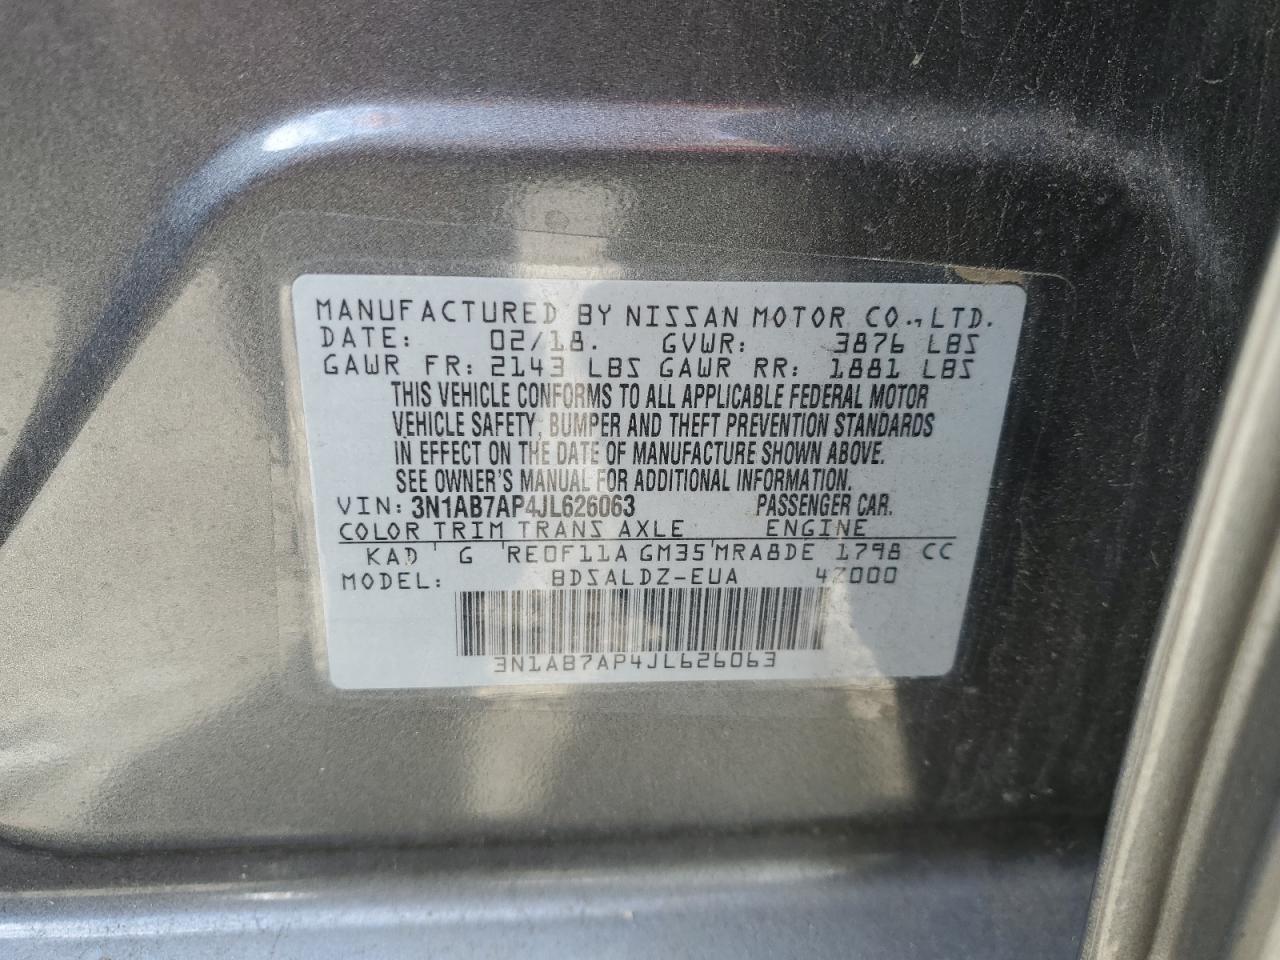 MANUFACTURED BY NISSAN MOTOR CO., LTD.
DATE: 02/18. GVWR: 3876 LBS
GAWR FR: 2143 LBS GAWR RR: 1881 LBS
THIS VEHICLE CONFORMS TO ALL APPLICABLE FEDERAL MOTOR
VEHICLE SAFETY, BUMPER AND THEFT PREVENTION STANDARDS
IN EFFECT ON THE DATE OF MANUFACTURE SHOWN ABOVE.
SEE OWNER'S MANUAL FOR ADDITIONAL INFORMATION.
VIN: 3N1AB7AP4JL626063 PASSENGER CAR.
COLOR TRIM TRANS AXLE ENGINE
KAD G RE0F11A GM35 MRA8DE 1798 CC
MODEL: BDSALDZ-EUA 4Z000
3N1AB7AP4JL626063